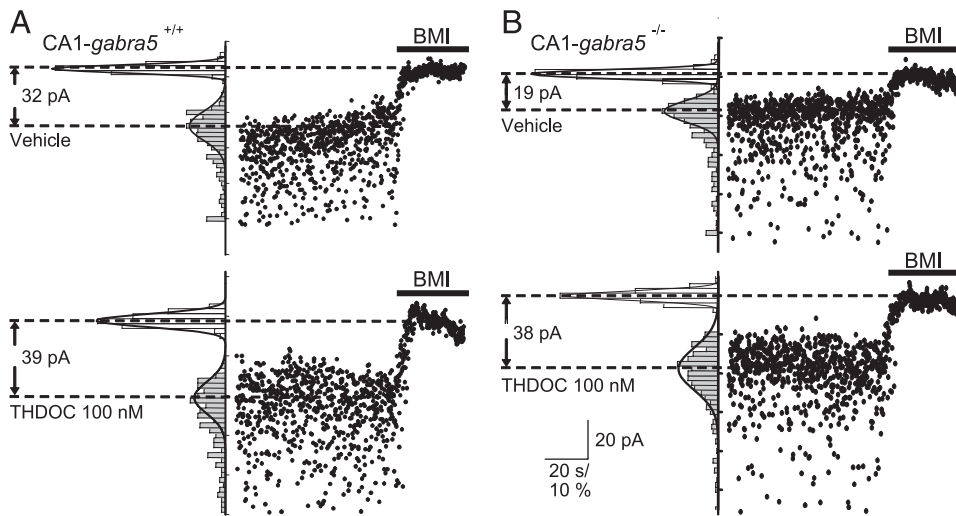 A
CA1-gabra5 +/+
BMI
32 pA
Vehicle
BMI
39 pA
THDOC 100 nM
B
CA1-gabra5 -/-
BMI
19 pA
Vehicle
BMI
38 pA
THDOC 100 nM
20 pA
20 s/
10 %